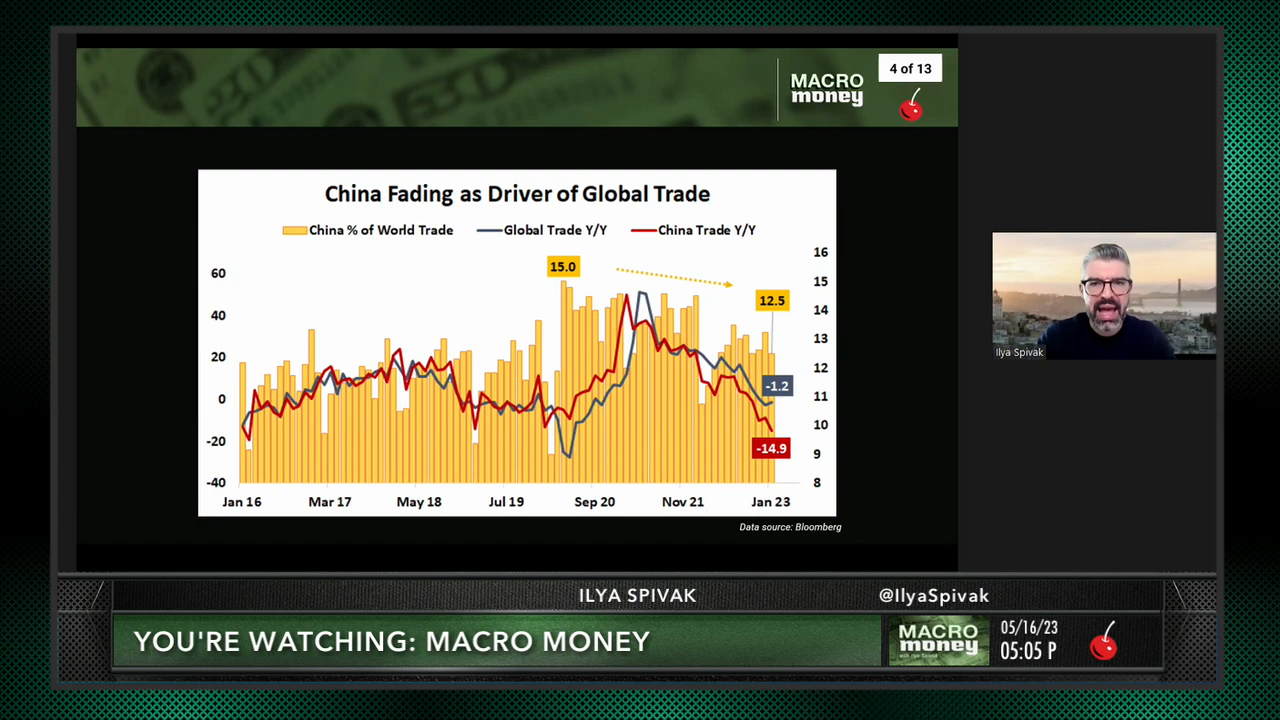 MACRO
money
4 of 13
China Fading as Driver of Global Trade
China % of World Trade Global Trade Y/Y China Trade Y/Y
60
40
20
0
-20
-40
16
15
14
13
12
11
10
9
8
15.0
12.5
-1.2
-14.9
Jan 16 Mar 17 May 18 Jul 19 Sep 20 Nov 21 Jan 23
Data source: Bloomberg
Ilya Spivak
ILYA SPIVAK @IlyaSpivak
YOU'RE WATCHING: MACRO MONEY
MACRO
money
with Ilya Spivak
05/16/23
05:05 P